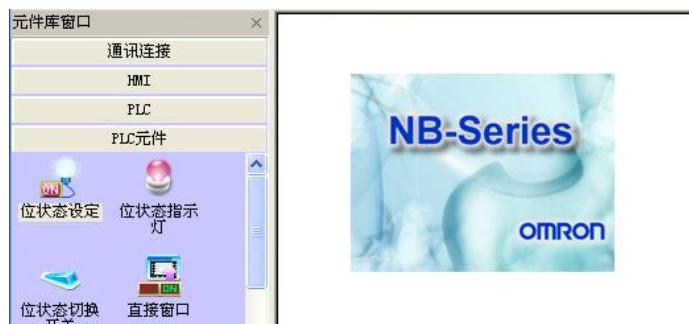 元件库窗口
通讯连接
HMI
PLC
PLC元件
位状态设定
位状态指示
灯
位状态切换
开关
直接窗口
ON
ON
NB-Series
OMRON